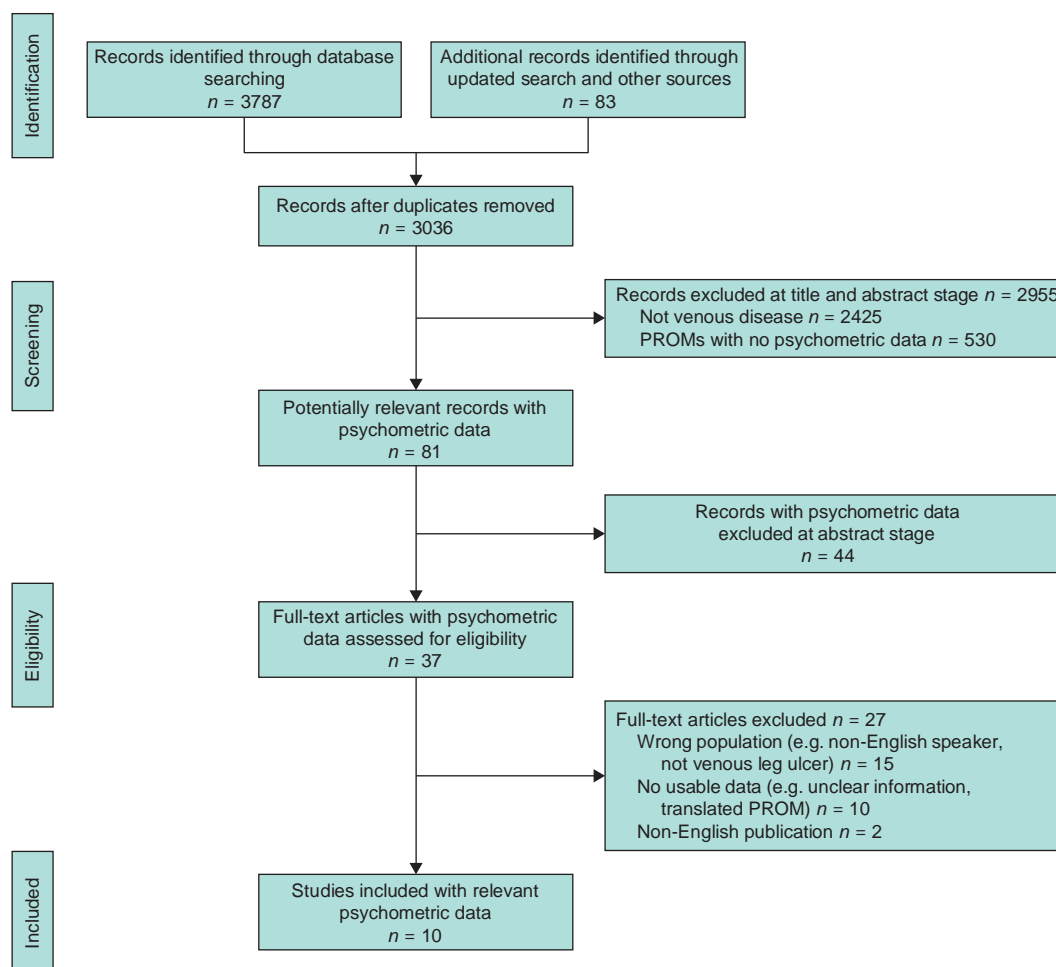 Identification
Records identified through database
searching
n = 3787
Additional records identified through
updated search and other sources
n = 83
Records after duplicates removed
n = 3036
Screening
Records excluded at title and abstract stage n = 2955
Not venous disease n = 2425
PROMs with no psychometric data n = 530
Potentially relevant records with
psychometric data
n = 81
Records with psychometric data
excluded at abstract stage
n = 44
Eligibility
Full-text articles with psychometric
data assessed for eligibility
n = 37
Full-text articles excluded n = 27
Wrong population (e.g. non-English speaker,
not venous leg ulcer) n = 15
No usable data (e.g. unclear information,
translated PROM) n = 10
Non-English publication n = 2
Included
Studies included with relevant
psychometric data
n = 10